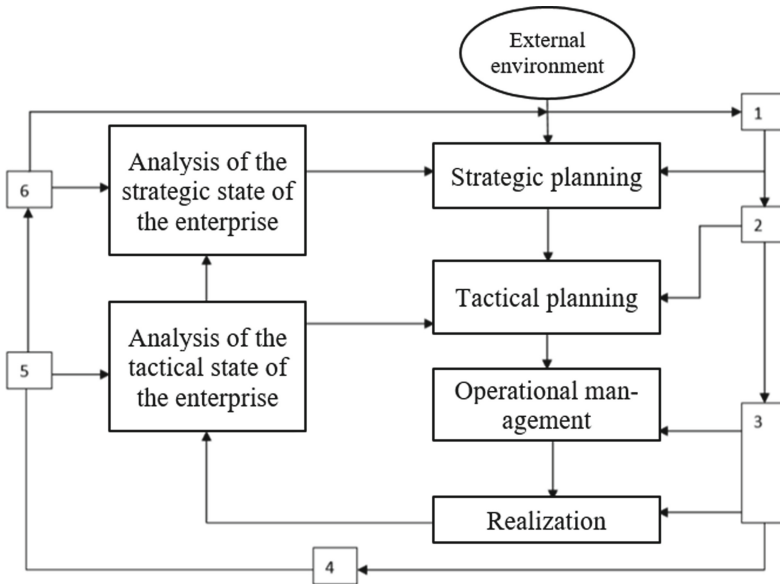 External
environment
1
Analysis of the
strategic state of
the enterprise
Strategic planning
6
2
Tactical planning
Analysis of the
tactical state of
the enterprise
5
Operational man-
agement
3
Realization
4